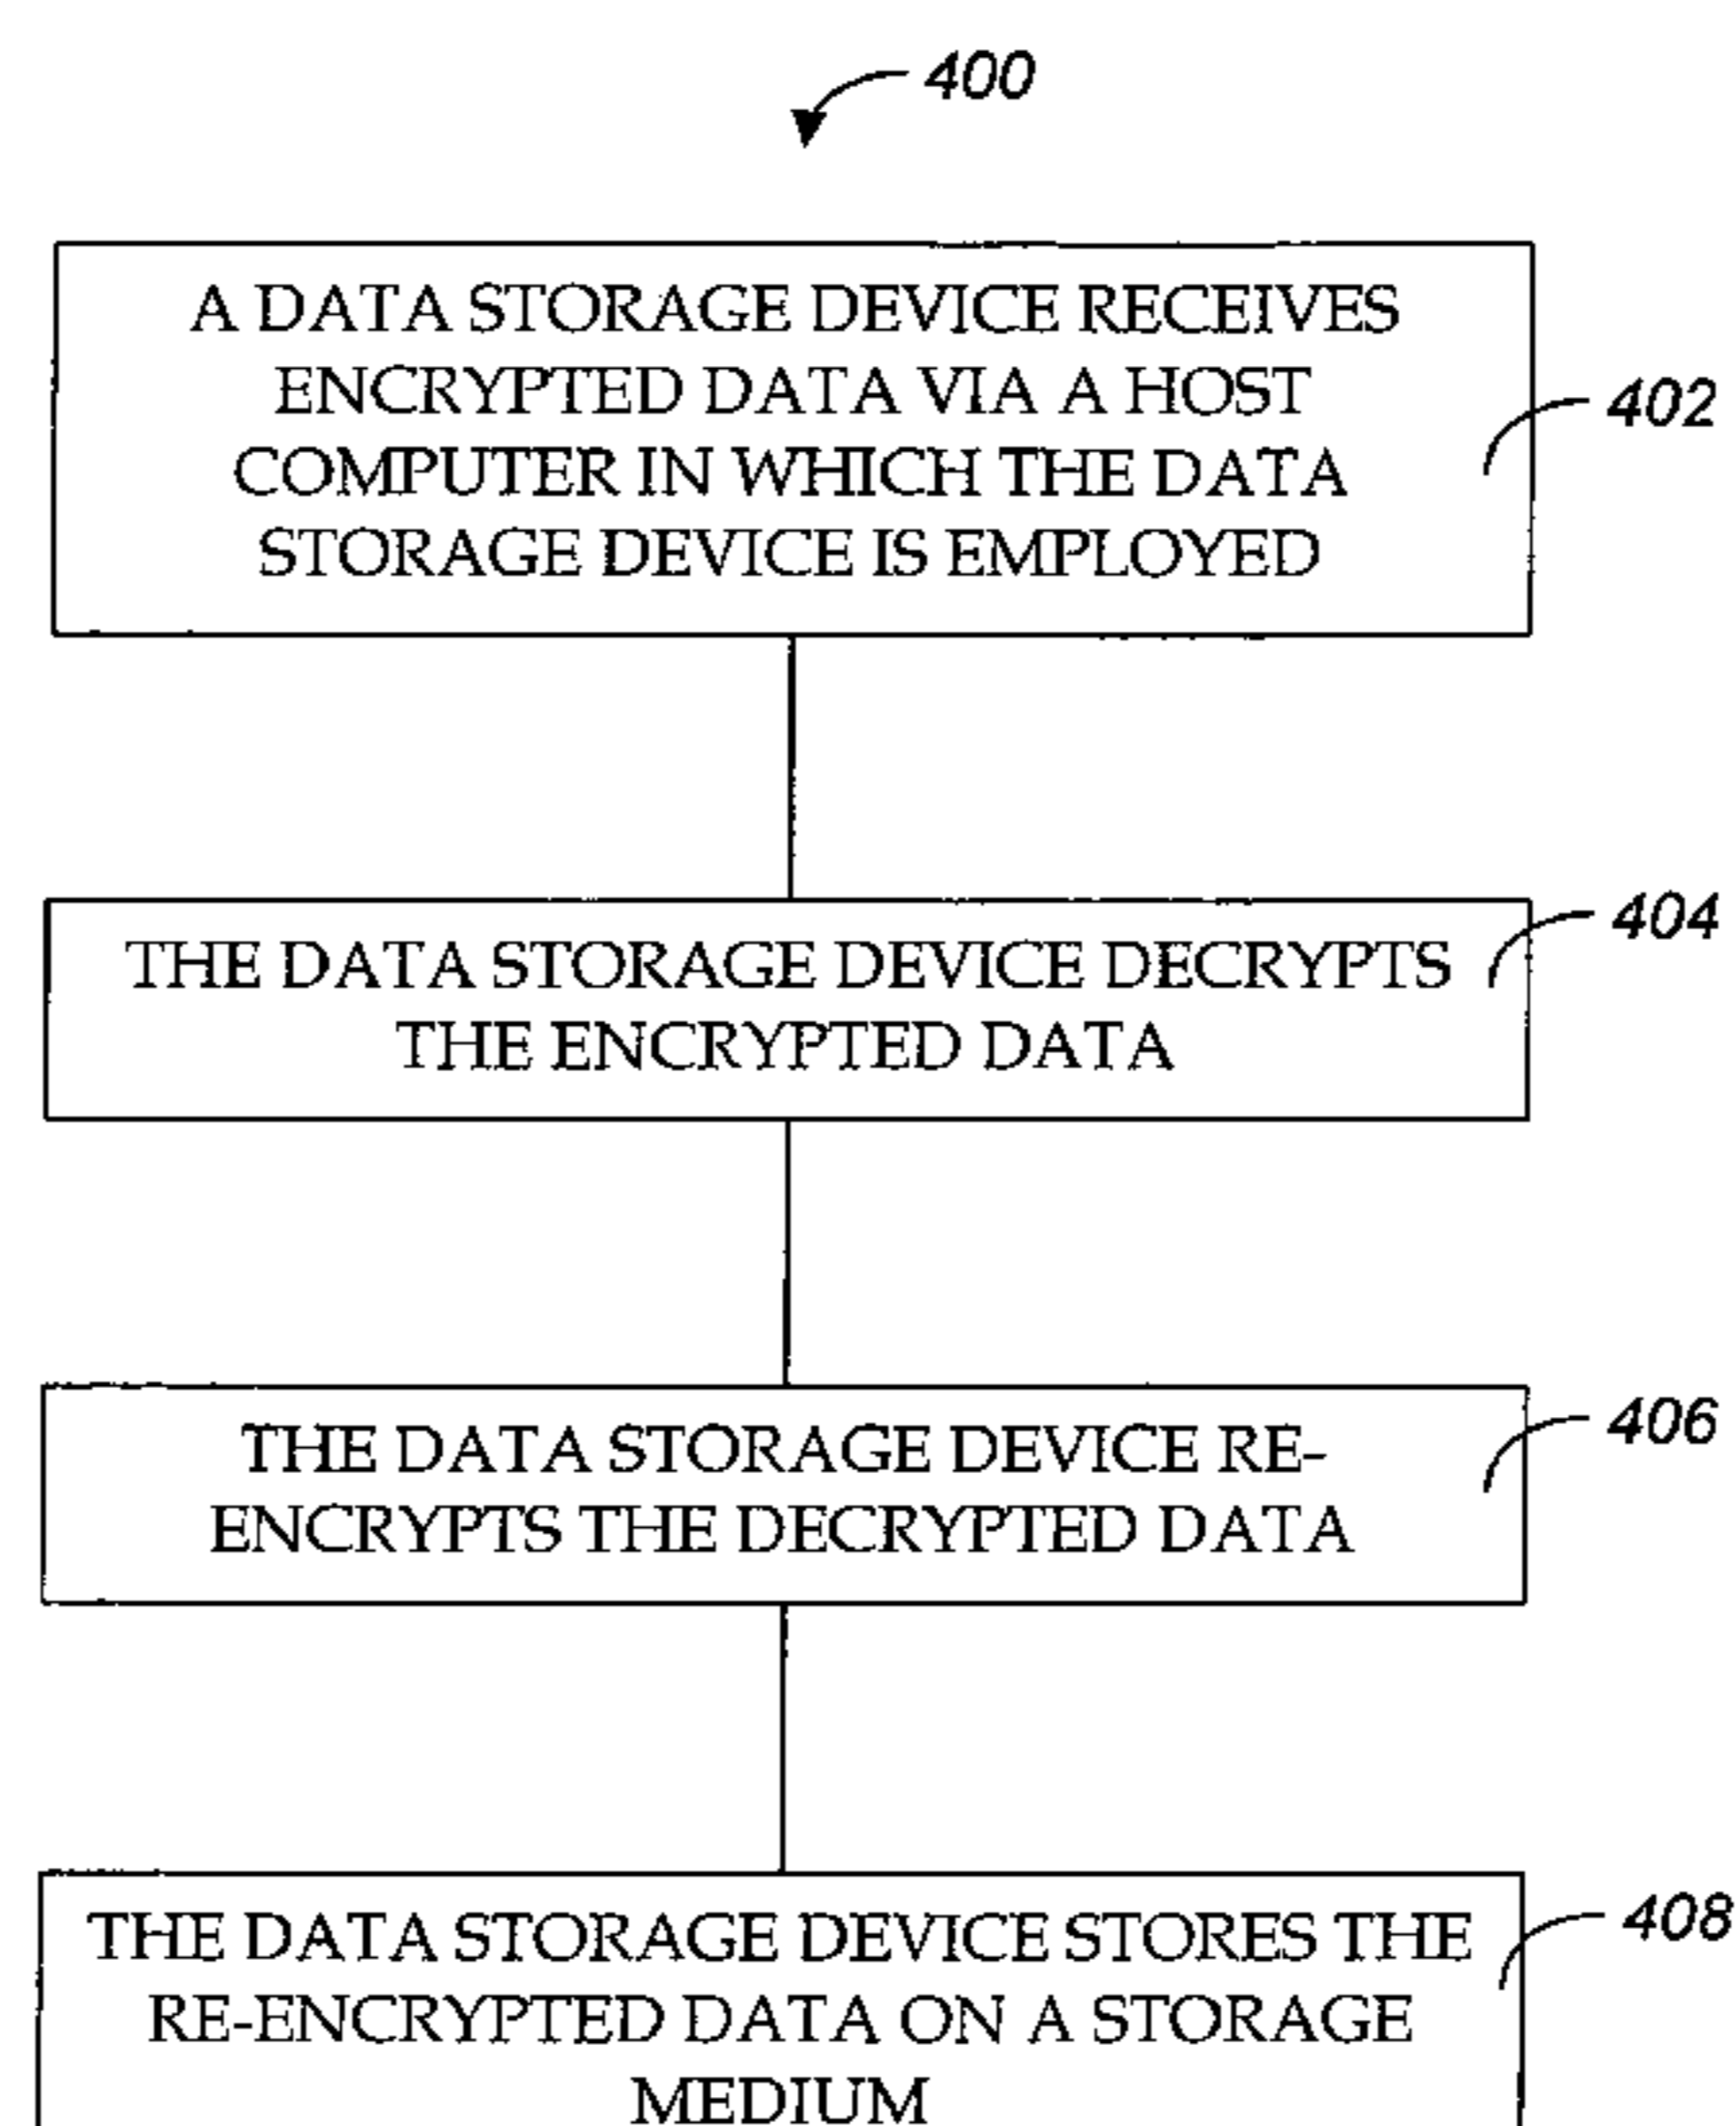 400
A DATA STORAGE DEVICE RECEIVES
ENCRYPTED DATA VIA A HOST
COMPUTER IN WHICH THE DATA
STORAGE DEVICE IS EMPLOYED
402
THE DATA STORAGE DEVICE DECRYPTS
THE ENCRYPTED DATA
404
THE DATA STORAGE DEVICE RE-
ENCRYPTS THE DECRYPTED DATA
406
THE DATA STORAGE DEVICE STORES THE
RE-ENCRYPTED DATA ON A STORAGE
MEDIUM
408